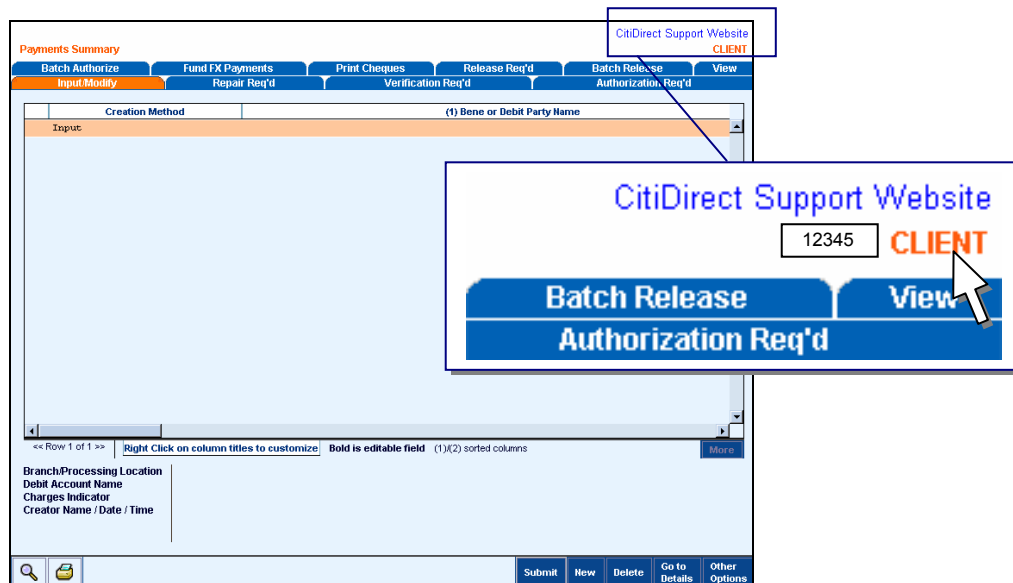 CitiDirect Support Website
Payments Summary
CLIENT
Batch Authorize
Fund FX Payments
Print Cheques
Release Req'd
Batch Release
View
Input/Modify
Repair Req'd
Verification Req'd
Authorization Req'd
Creation Method
(1) Bene or Debit Party Name
Input
CitiDirect Support Website
12345 CLIENT
Batch Release
View
Authorization Req'd
<< Row 1 of 1 >>
Right Click on column titles to customize
Bold is editable field
(1)/(2) sorted columns
More
Branch/Processing Location
Debit Account Name
Charges Indicator
Creator Name / Date / Time
Submit
New
Delete
Go to
Details
Other
Options